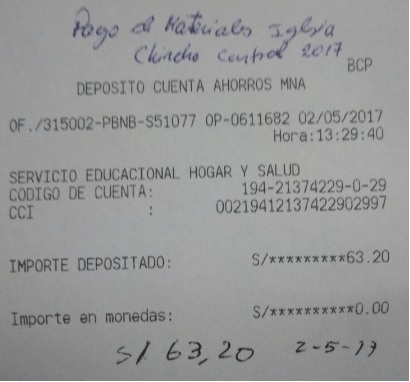 Pago de Materiales Iglesia
Chincha Central 2017
BCP
DEPOSITO CUENTA AHORROS MNA
OF./315002-PBNB-S51077 OP-0611682 02/05/2017
Hora:13:29:40
SERVICIO EDUCACIONAL HOGAR Y SALUD
CODIGO DE CUENTA: 194-21374229-0-29
CCI : 00219412137422902997
IMPORTE DEPOSITADO: S/*********63.20
Importe en monedas: S/**********0.00
S/. 63,20 2-5-17